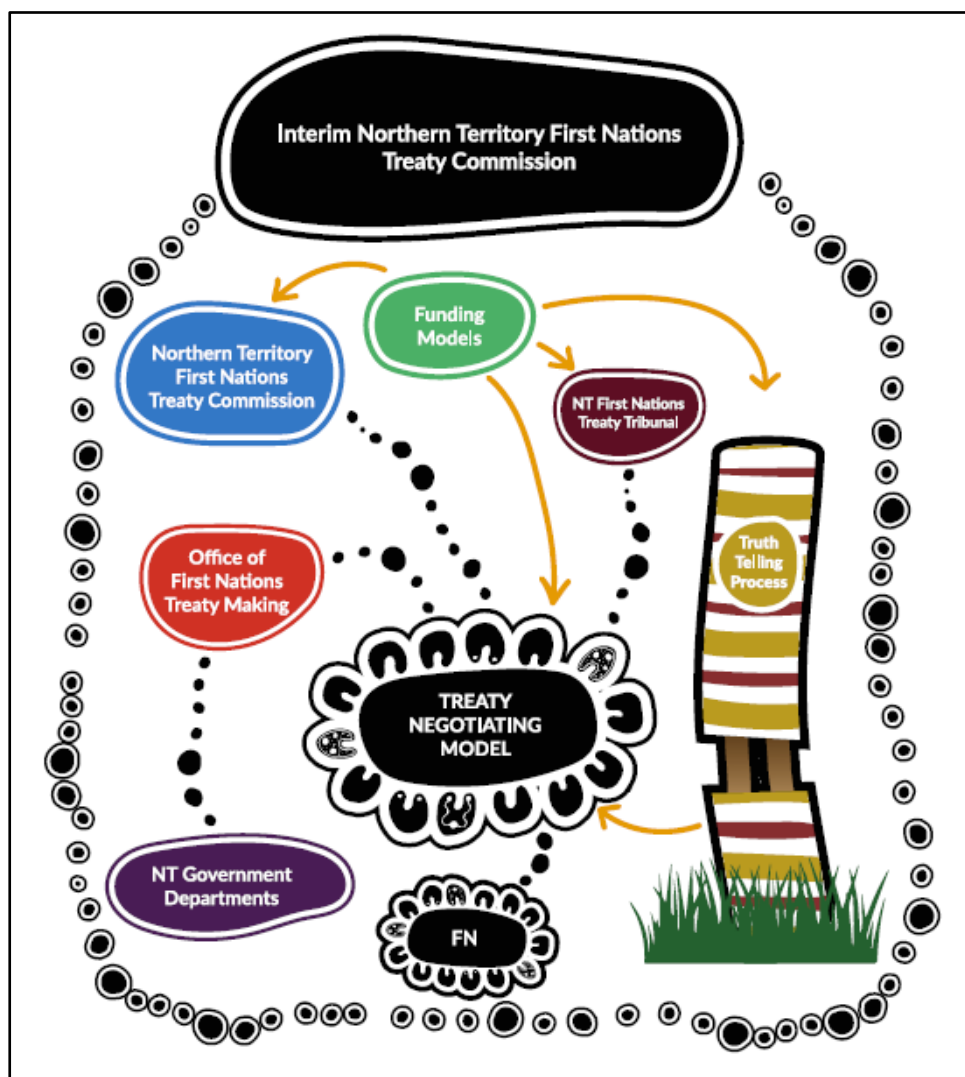 Interim Northern Territory First Nations
Treaty Commission
Funding
Models
Northern Territory
First Nations
Treaty Commission
NT First Nations
Treaty Tribunal
Office of
First Nations
Treaty Making
Truth
Telling
Process
TREATY
NEGOTIATING
MODEL
NT Government
Departments
FN